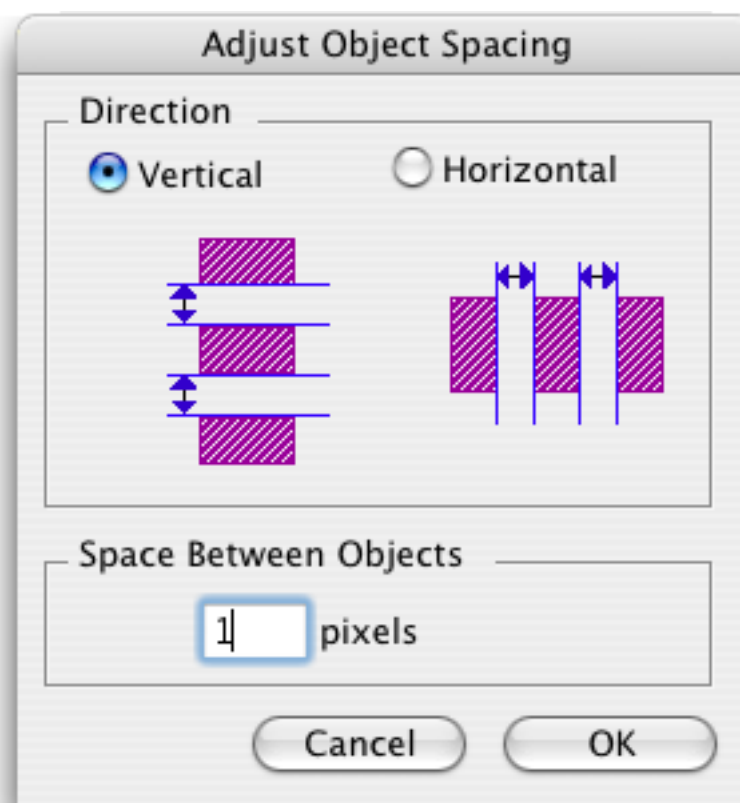 Adjust Object Spacing
Direction
Vertical Horizontal
Space Between Objects
1 pixels
Cancel OK